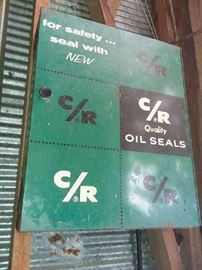 for safety ...
seal with
NEW
C/R
C/R
C/R
Quality
OIL SEALS
C/R
®
C/R